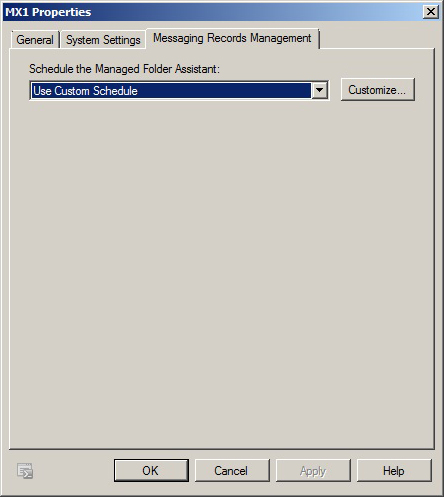 MX1 Properties
General System Settings Messaging Records Management
Schedule the Managed Folder Assistant:
Use Custom Schedule Customize...
OK Cancel Apply Help